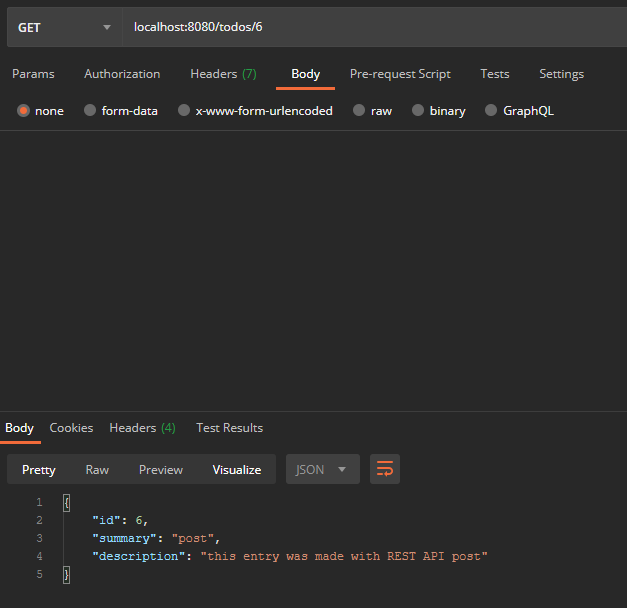 GET localhost:8080/todos/6
Params Authorization Headers (7) Body Pre-request Script Tests Settings
none form-data x-www-form-urlencoded raw binary GraphQL
Body Cookies Headers (4) Test Results
Pretty Raw Preview Visualize JSON
1 {
2 "id": 6,
3 "summary": "post",
4 "description": "this entry was made with REST API post"
5 }